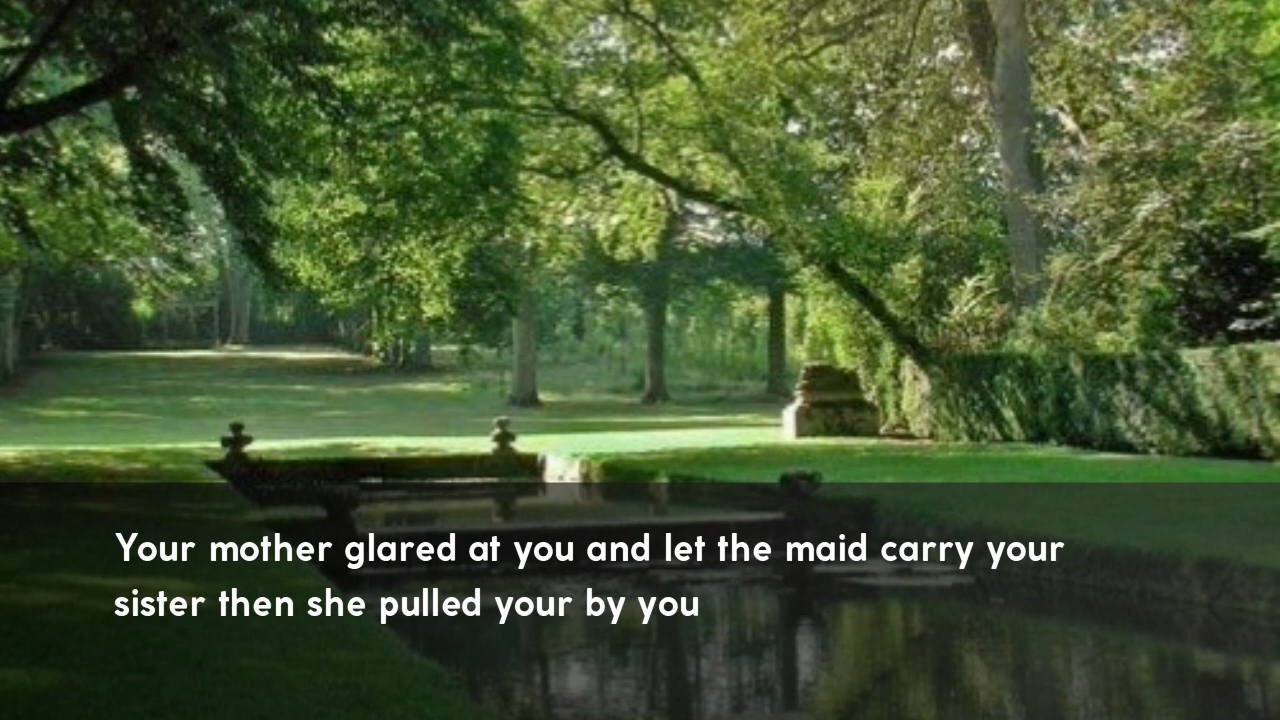 Your mother glared at you and let the maid carry your
sister then she pulled your by you